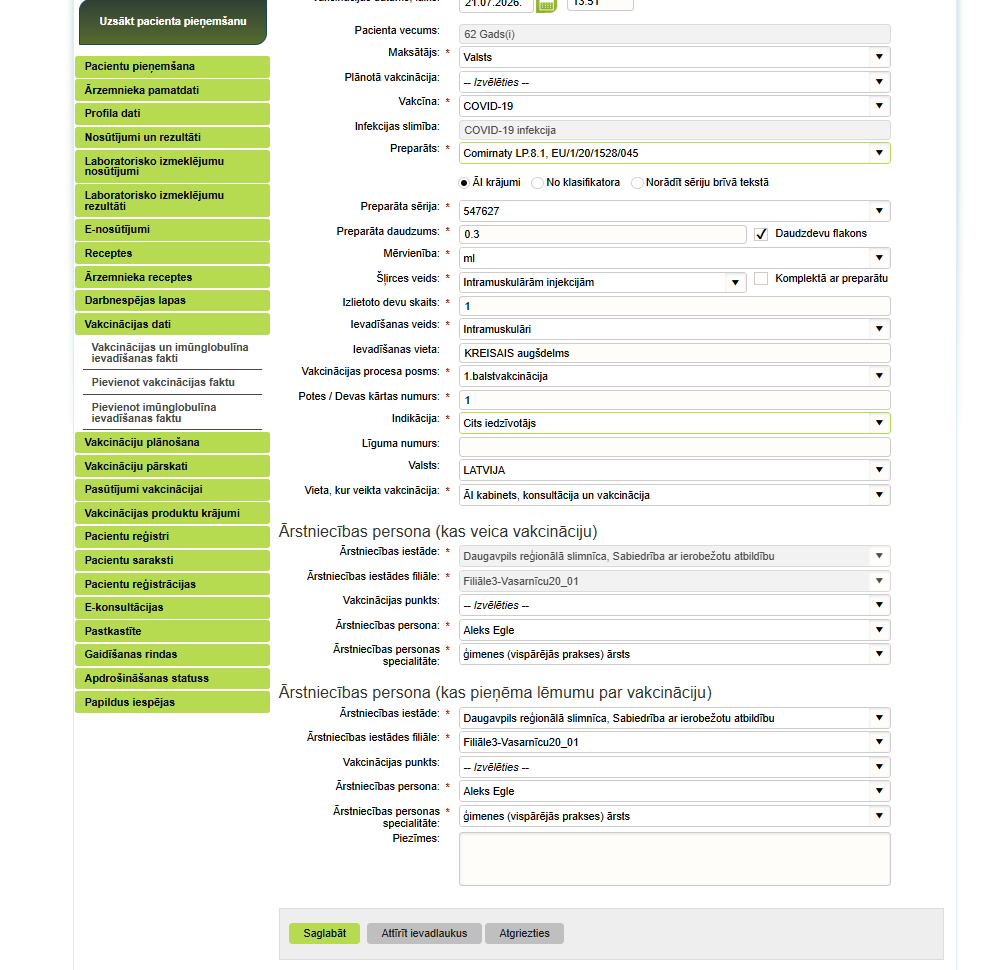 Uzsākt pacienta pieņemšanu
Pacientu pieņemšana
Ārzemnieka pamatdati
Profila dati
Nosūtījumi un rezultāti
Laboratorisko izmeklējumu
nosūtījumi
Laboratorisko izmeklējumu
rezultāti
E-nosūtījumi
Receptes
Ārzemnieka receptes
Darbnespējas lapas
Vakcinācijas dati
Vakcinācijas un imūnglobulīna
ievadīšanas fakti
Pievienot vakcinācijas faktu
Pievienot imūnglobulīna
ievadīšanas faktu
Vakcināciju plānošana
Vakcināciju pārskati
Pasūtījumi vakcinācijai
Vakcinācijas produktu krājumi
Pacientu reģistri
Pacientu saraksti
Pacientu reģistrācijas
E-konsultācijas
Pastkastīte
Gaidīšanas rindas
Apdrošināšanas statuss
Papildus iespējas
21.07.2026. 13:51
Pacienta vecums: 62 Gads(i)
Maksātājs: * Valsts
Plānotā vakcinācija: -- Izvēlēties --
Vakcīna: * COVID-19
Infekcijas slimība: COVID-19 infekcija
Preparāts: * Comirnaty LP.8.1, EU/1/20/1528/045
ĀI krājumi No klasifikatora Norādīt sēriju brīvā tekstā
Preparāta sērija: * 547627
Preparāta daudzums: * 0.3 Daudzdevu flakons
Mērvienība: * ml
Šļirces veids: * Intramuskulārām injekcijām Komplektā ar preparātu
Izlietoto devu skaits: * 1
Ievadīšanas veids: * Intramuskulāri
Ievadīšanas vieta: KREISAIS augšdelms
Vakcinācijas procesa posms: * 1.balstvakcinācija
Potes / Devas kārtas numurs: * 1
Indikācija: * Cits iedzīvotājs
Līguma numurs:
Valsts: LATVIJA
Vieta, kur veikta vakcinācija: * ĀI kabinets, konsultācija un vakcinācija
Ārstniecības persona (kas veica vakcināciju)
Ārstniecības iestāde: * Daugavpils reģionālā slimnīca, Sabiedrība ar ierobežotu atbildību
Ārstniecības iestādes filiāle: * Filiāle3-Vasarnīcu20_01
Vakcinācijas punkts: -- Izvēlēties --
Ārstniecības persona: * Aleks Egle
Ārstniecības personas * ģimenes (vispārējās prakses) ārsts
specialitāte:
Ārstniecības persona (kas pieņēma lēmumu par vakcināciju)
Ārstniecības iestāde: * Daugavpils reģionālā slimnīca, Sabiedrība ar ierobežotu atbildību
Ārstniecības iestādes filiāle: * Filiāle3-Vasarnīcu20_01
Vakcinācijas punkts: -- Izvēlēties --
Ārstniecības persona: * Aleks Egle
Ārstniecības personas * ģimenes (vispārējās prakses) ārsts
specialitāte:
Piezīmes:
Saglabāt Attīrīt ievadlaukus Atgriezties